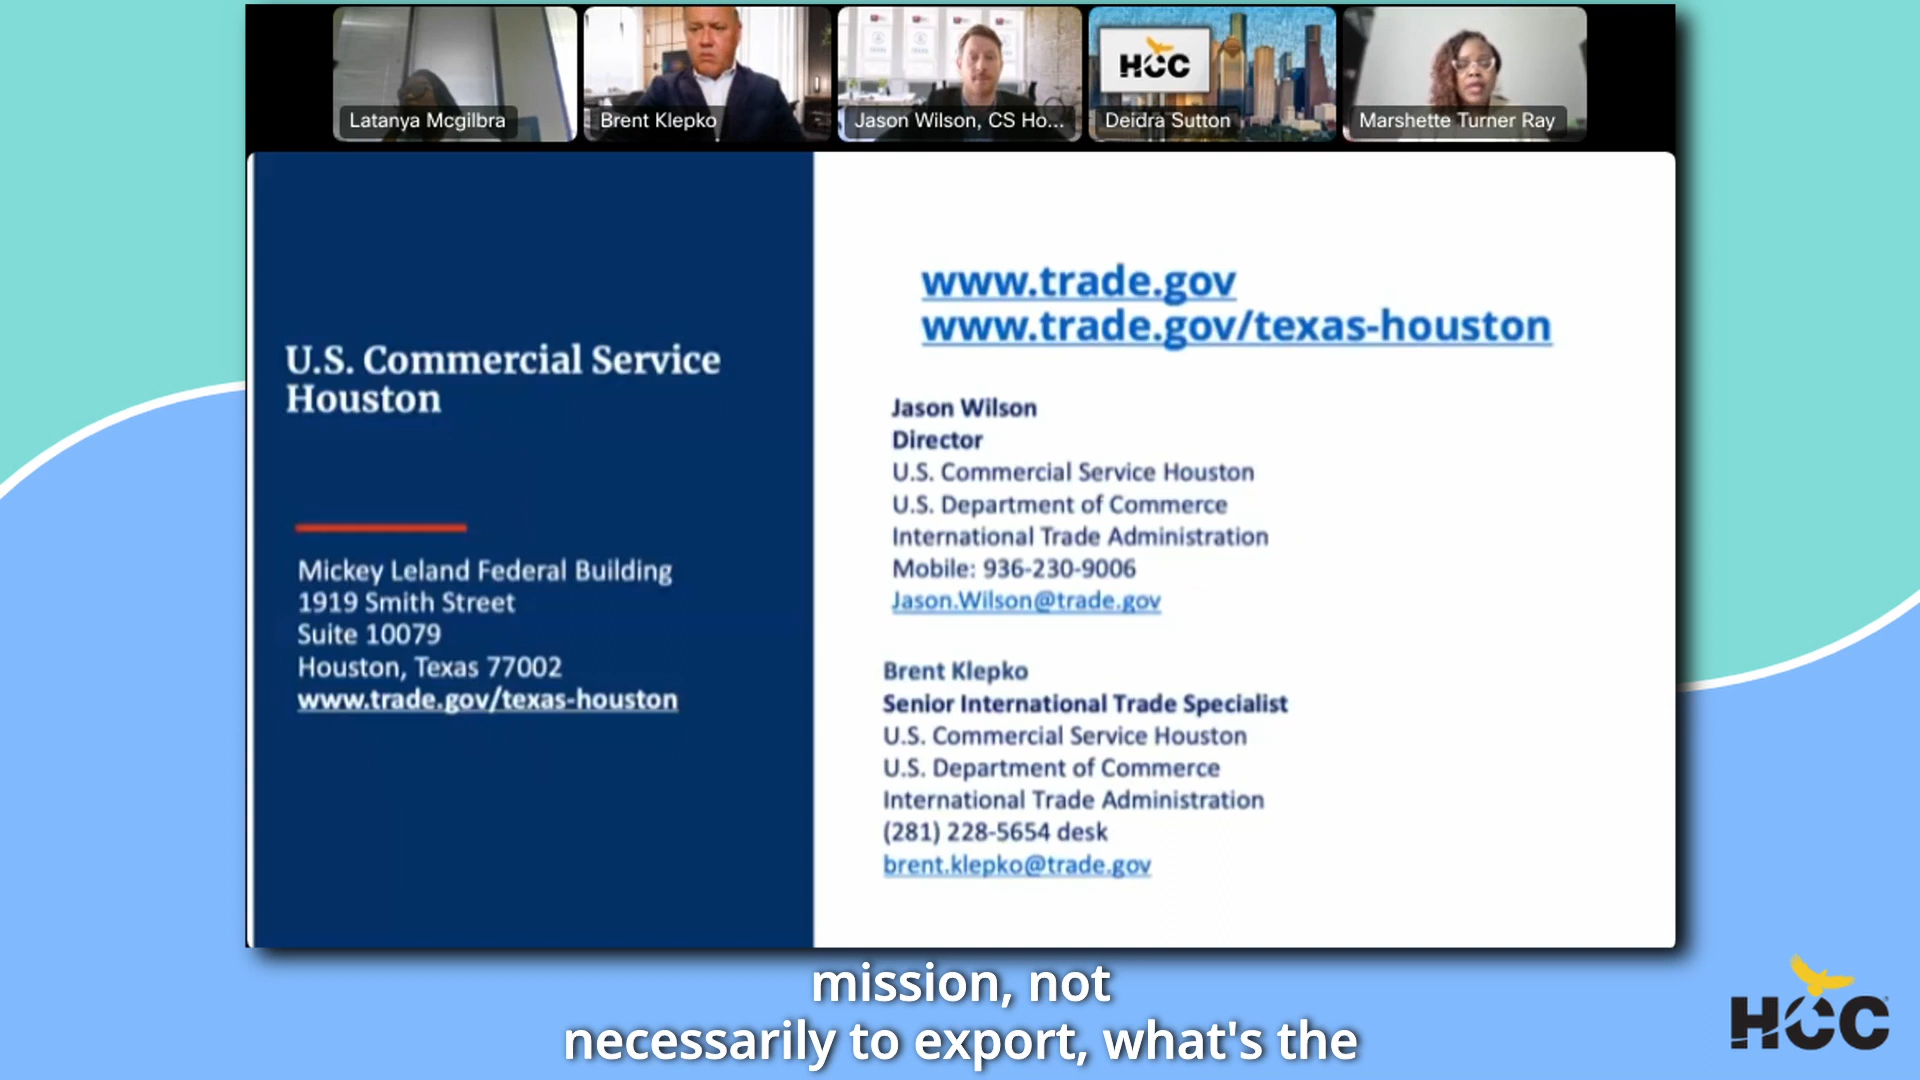 Latanya Mcgilbra
Brent Klepko
Jason Wilson, CS Ho...
HCC
Deidra Sutton
Marshette Turner Ray
U.S. Commercial Service
Houston
Mickey Leland Federal Building
1919 Smith Street
Suite 10079
Houston, Texas 77002
www.trade.gov/texas-houston
www.trade.gov
www.trade.gov/texas-houston
Jason Wilson
Director
U.S. Commercial Service Houston
U.S. Department of Commerce
International Trade Administration
Mobile: 936-230-9006
Jason.Wilson@trade.gov
Brent Klepko
Senior International Trade Specialist
U.S. Commercial Service Houston
U.S. Department of Commerce
International Trade Administration
(281) 228-5654 desk
brent.klepko@trade.gov
mission, not
necessarily to export, what's the
HCC